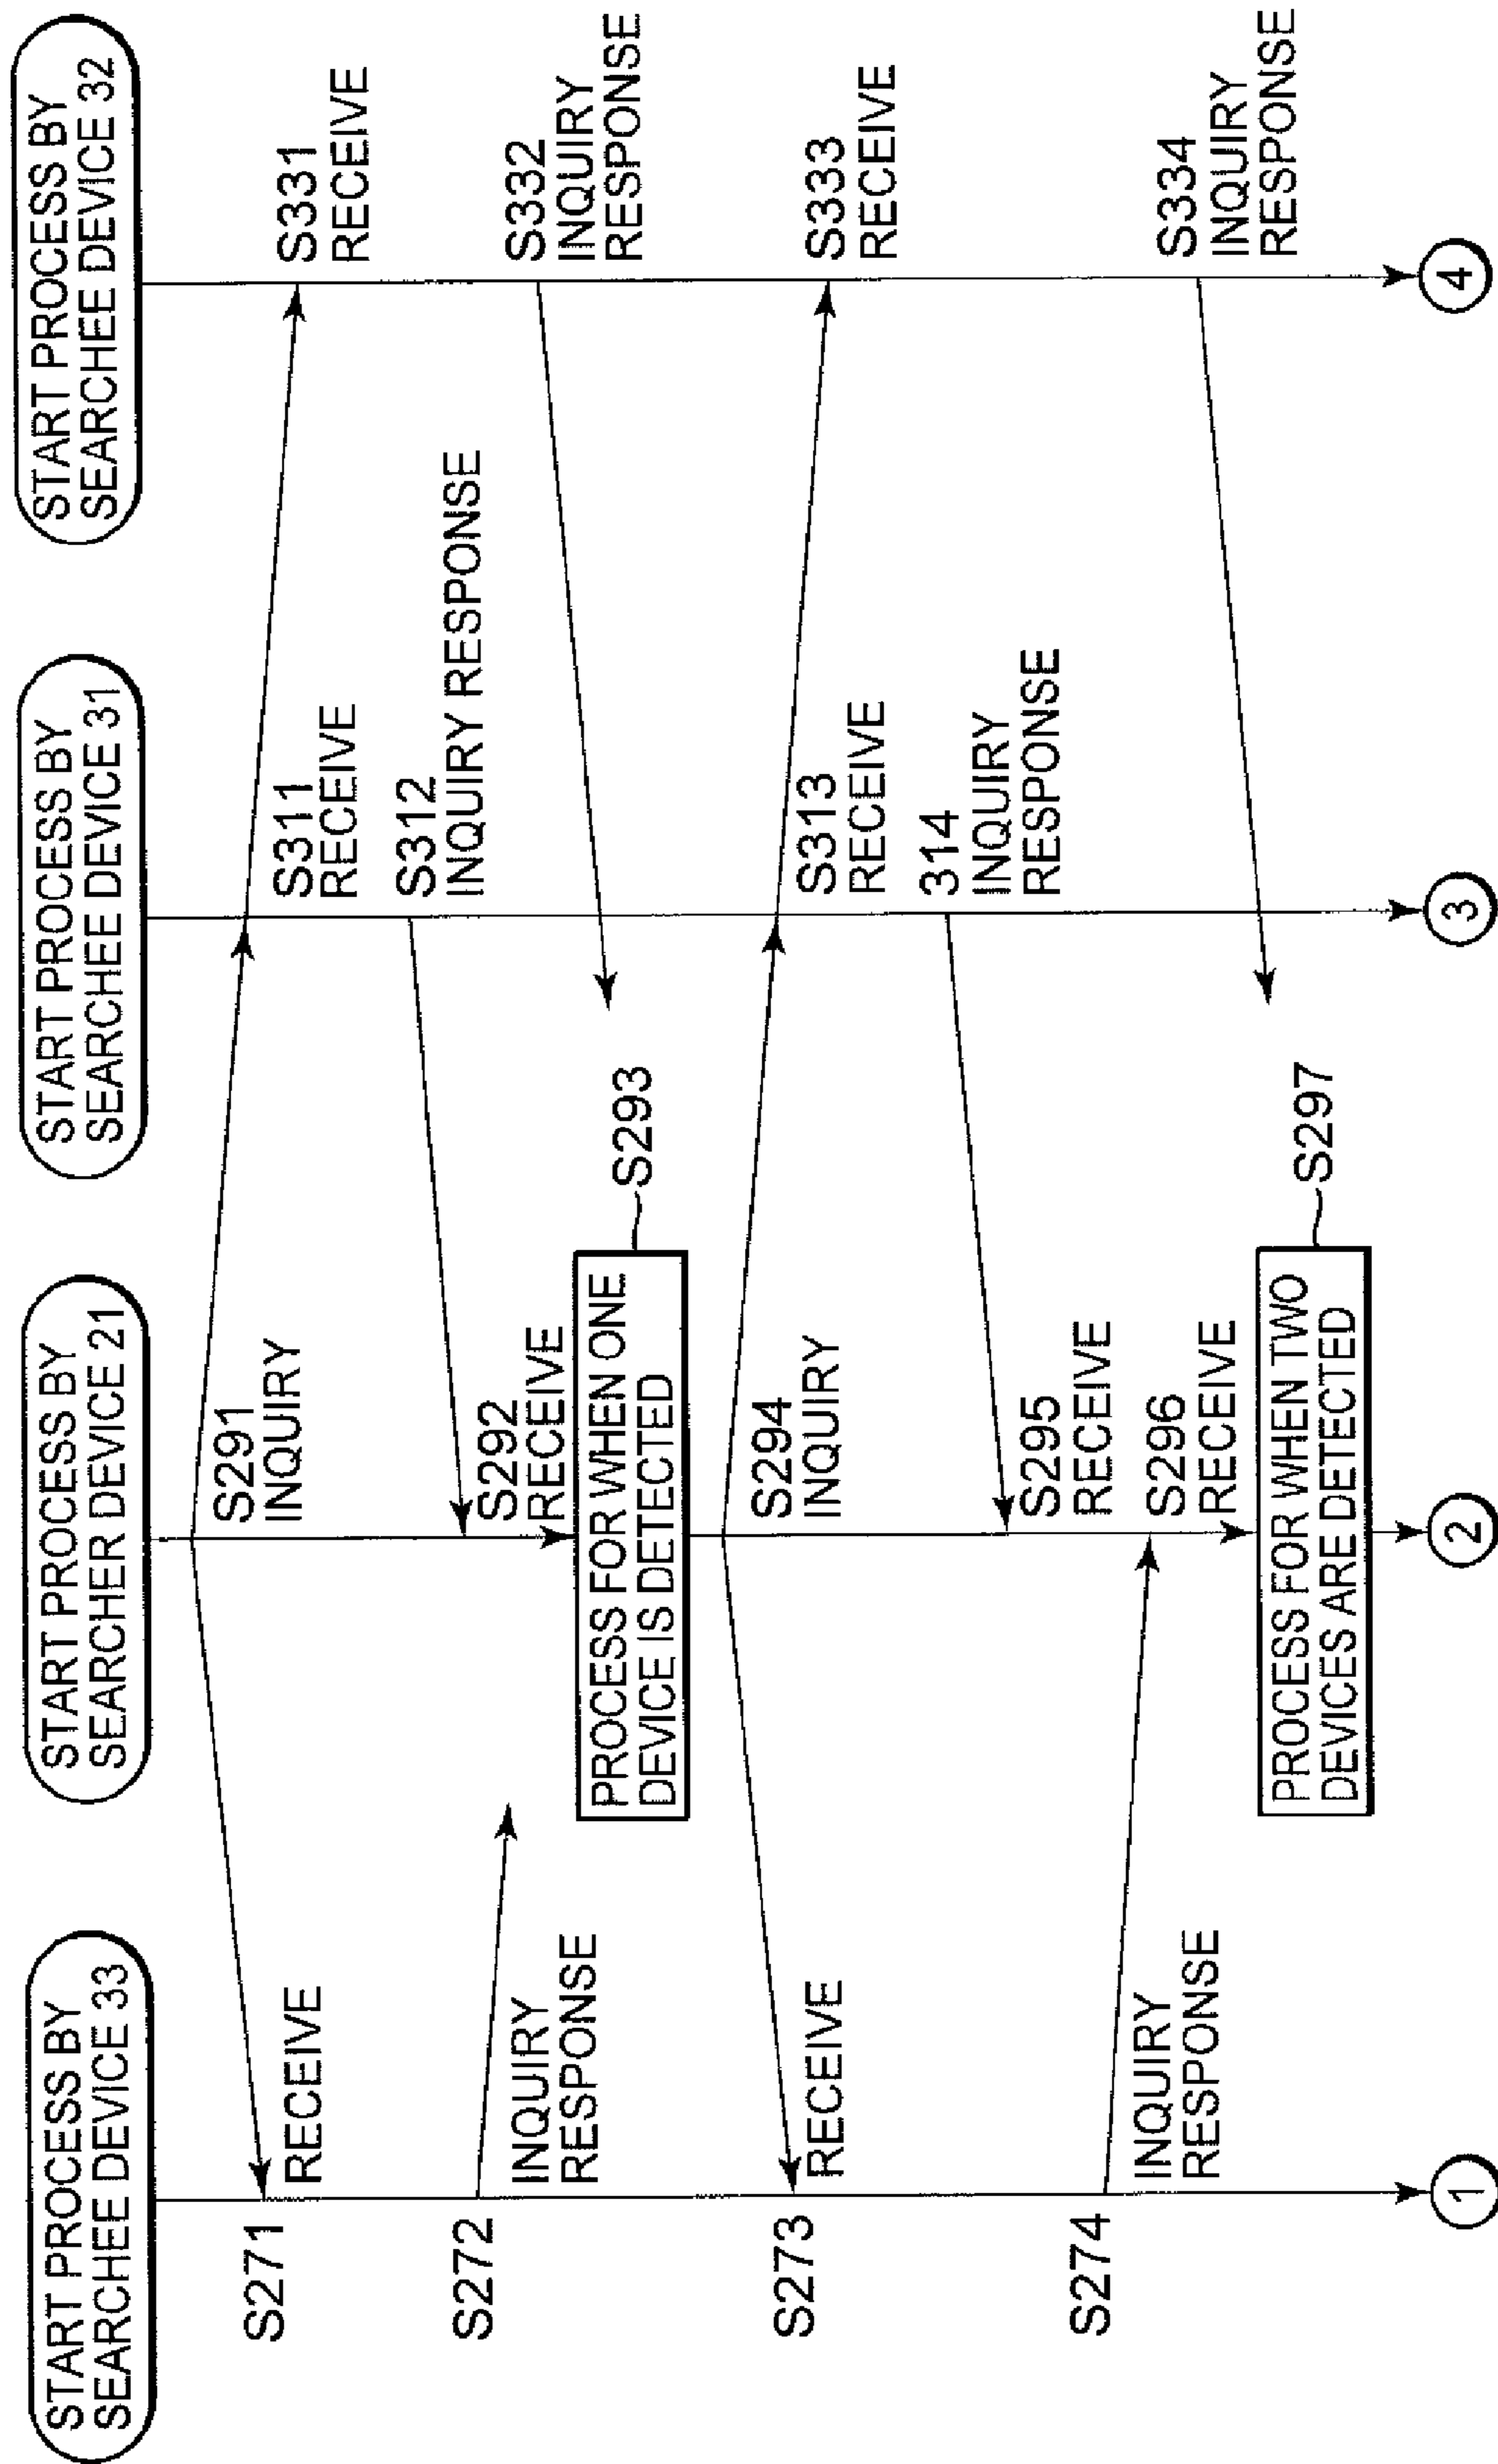 START PROCESS BY
SEARCHEE DEVICE 33
START PROCESS BY
SEARCHER DEVICE 21
START PROCESS BY
SEARCHEE DEVICE 31
START PROCESS BY
SEARCHEE DEVICE 32
S271
RECEIVE
S272
INQUIRY
RESPONSE
S273
RECEIVE
S274
INQUIRY
RESPONSE
1
S291
INQUIRY
S292
RECEIVE
PROCESS FOR WHEN ONE
DEVICE IS DETECTED
S293
S294
INQUIRY
S295
RECEIVE
S296
RECEIVE
PROCESS FOR WHEN TWO
DEVICES ARE DETECTED
S297
2
S311
RECEIVE
S312
INQUIRY RESPONSE
S313
RECEIVE
314
INQUIRY
RESPONSE
3
S331
RECEIVE
S332
INQUIRY
RESPONSE
S333
RECEIVE
S334
INQUIRY
RESPONSE
4